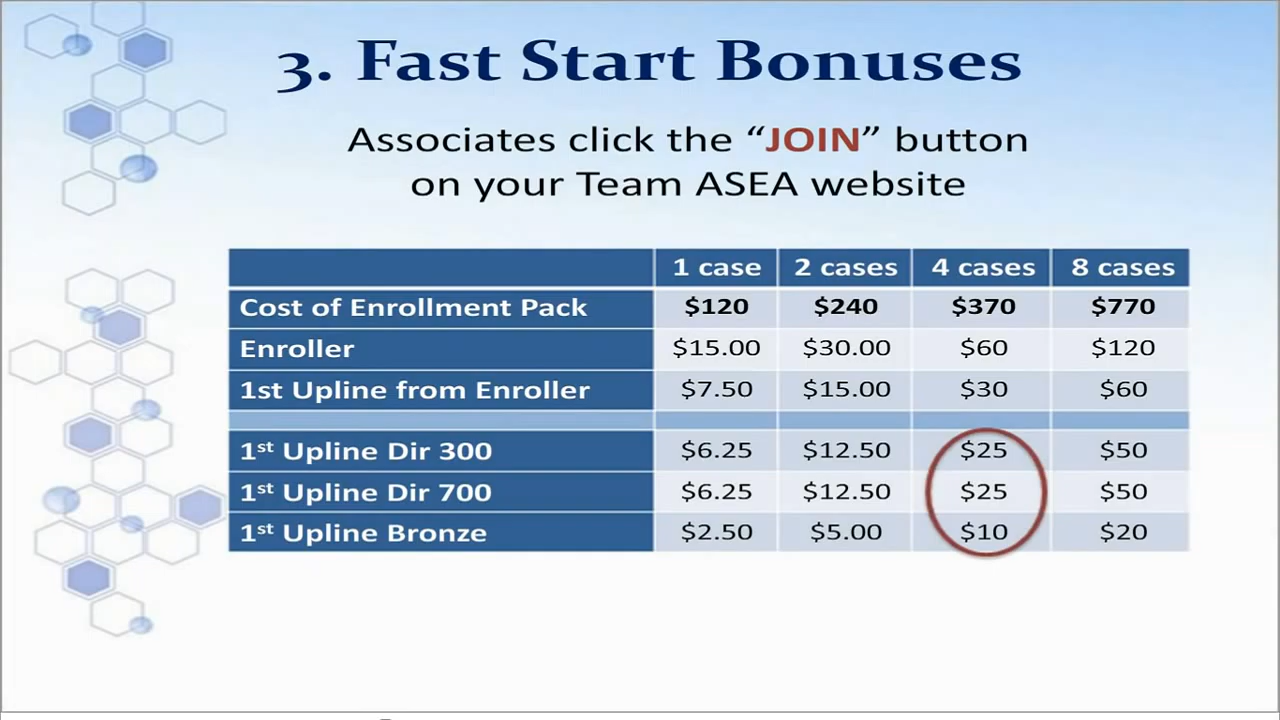 3. Fast Start Bonuses
Associates click the “JOIN” button
on your Team ASEA website
1 case 2 cases 4 cases 8 cases
Cost of Enrollment Pack $120 $240 $370 $770
Enroller $15.00 $30.00 $60 $120
1st Upline from Enroller $7.50 $15.00 $30 $60
1st Upline Dir 300 $6.25 $12.50 $25 $50
1st Upline Dir 700 $6.25 $12.50 $25 $50
1st Upline Bronze $2.50 $5.00 $10 $20